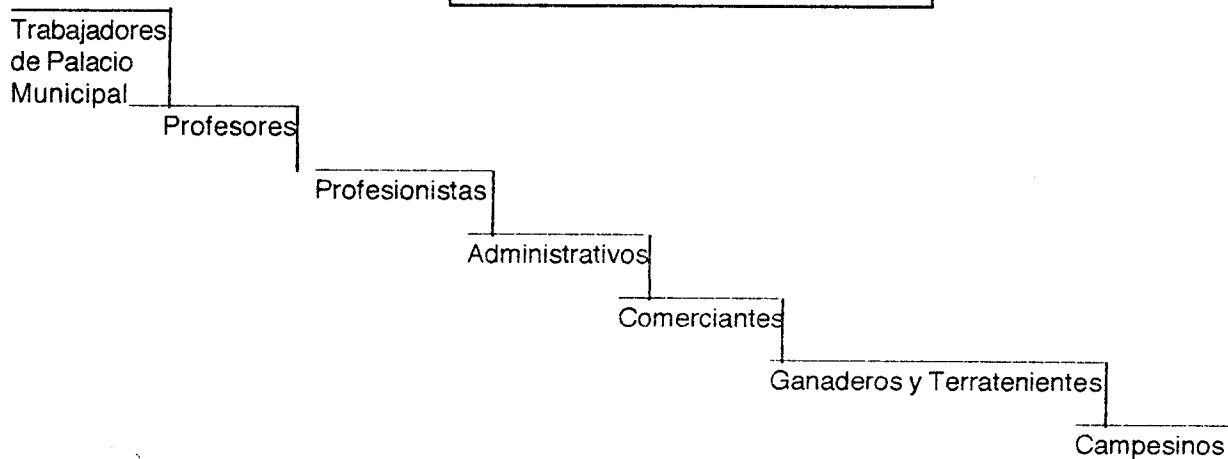 Trabajadores
de Palacio
Municipal
Profesores
Profesionistas
Administrativos
Comerciantes
Ganaderos y Terratenientes
Campesinos